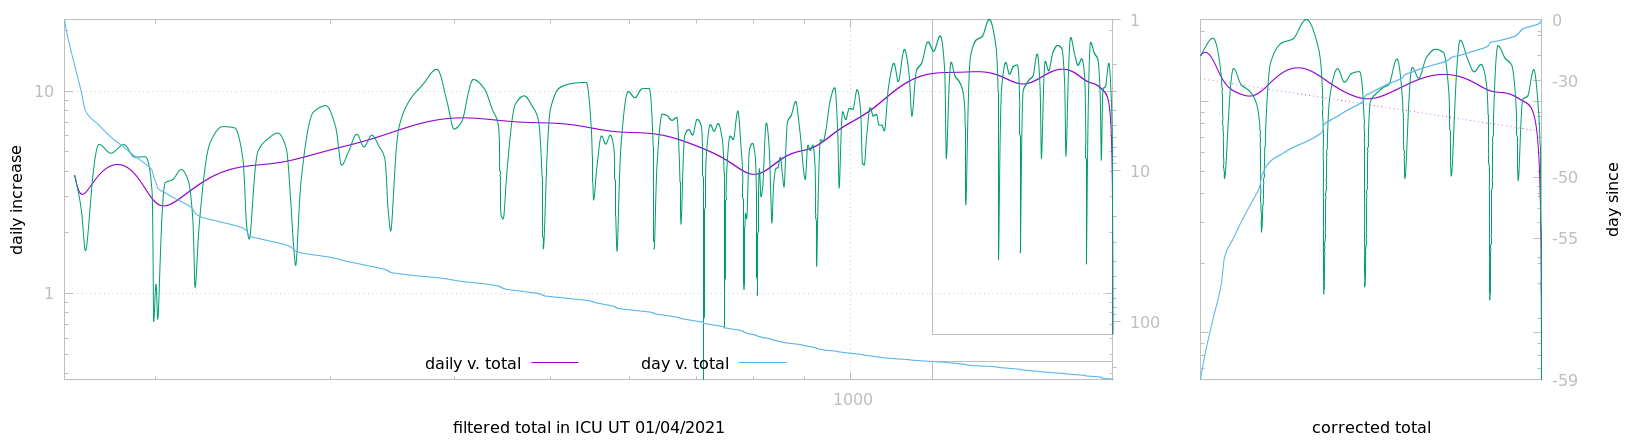 daily increase
10
1
daily v. total
day v. total
1000
filtered total in ICU UT 01/04/2021
1
10
100
0
-30
-50
-55
-59
day since
corrected total